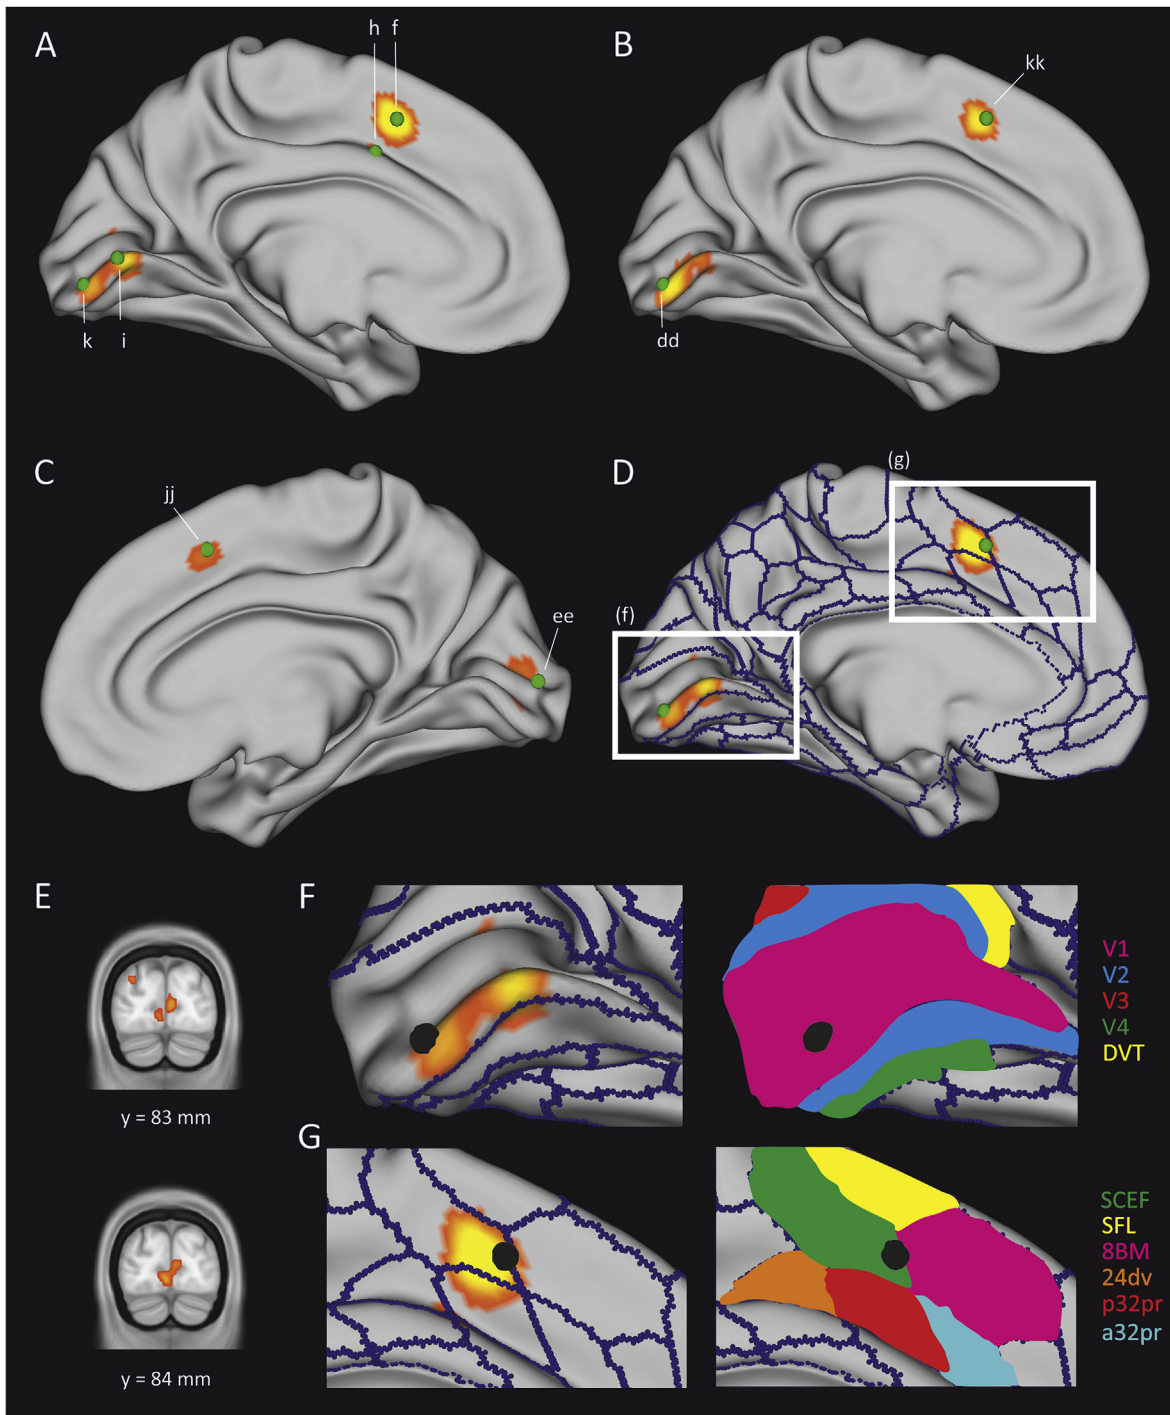 A
h f
k i
B
kk
dd
C
jj
ee
D
(g)
(f)
E
y = 83 mm
y = 84 mm
F
V1
V2
V3
V4
DVT
G
SCEF
SFL
8BM
24dv
p32pr
a32pr